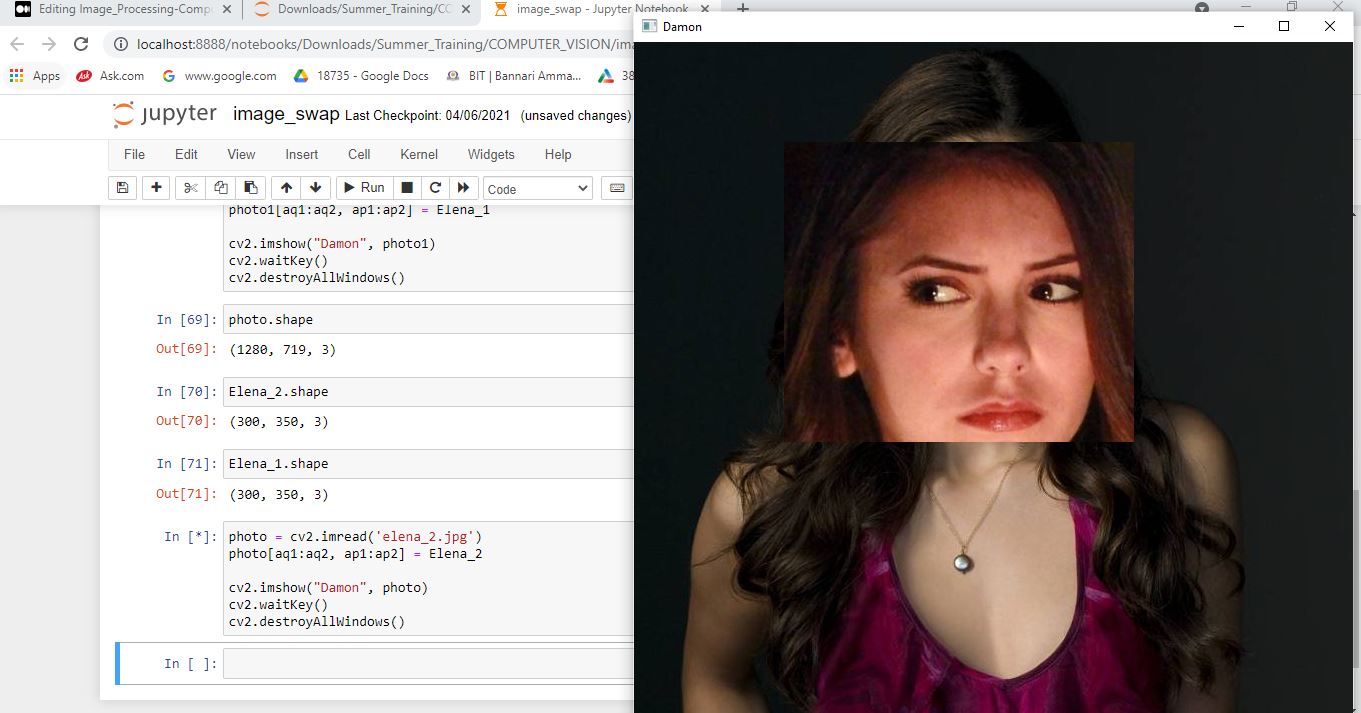 Editing Image_Processing-Compu
Downloads/Summer_Training/CO
image_swap - Jupyter Notebook
Damon
localhost:8888/notebooks/Downloads/Summer_Training/COMPUTER_VISION/ima
Apps
Ask
Ask.com
G
www.google.com
18735 - Google Docs
BIT | Bannari Amma...
38
jupyter image_swap Last Checkpoint: 04/06/2021 (unsaved changes)
File Edit View Insert Cell Kernel Widgets Help
Run
Code
photo1[aq1:aq2, ap1:ap2] = Elena_1
cv2.imshow("Damon", photo1)
cv2.waitKey()
cv2.destroyAllWindows()
In [69]: photo.shape
Out[69]: (1280, 719, 3)
In [70]: Elena_2.shape
Out[70]: (300, 350, 3)
In [71]: Elena_1.shape
Out[71]: (300, 350, 3)
In [*]: photo = cv2.imread('elena_2.jpg')
photo[aq1:aq2, ap1:ap2] = Elena_2
cv2.imshow("Damon", photo)
cv2.waitKey()
cv2.destroyAllWindows()
In [ ]: